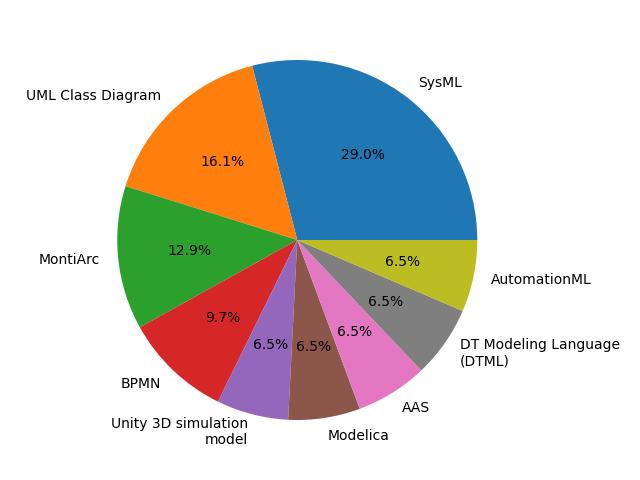 SysML
29.0%
UML Class Diagram
16.1%
MontiArc
12.9%
BPMN
9.7%
Unity 3D simulation
model
6.5%
Modelica
6.5%
AAS
6.5%
DT Modeling Language
(DTML)
6.5%
AutomationML
6.5%